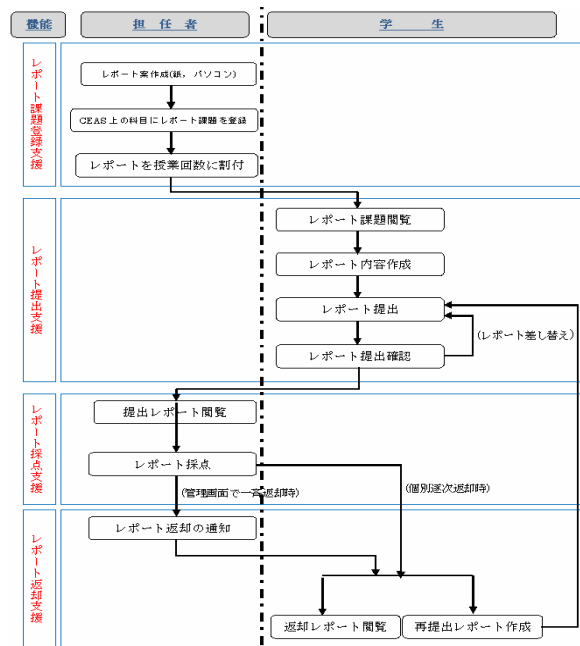 機能
担任者
学生
レポート課題登録支援
レポート案作成(紙，パソコン)
CEAS上の科目にレポート課題を登録
レポートを授業回数に割付
レポート提出支援
レポート課題閲覧
レポート内容作成
レポート提出
(レポート差し替え)
レポート提出確認
レポート採点支援
提出レポート閲覧
レポート採点
(管理画面で一斉返却時)
(個別逐次返却時)
レポート返却支援
レポート返却の通知
返却レポート閲覧
再提出レポート作成